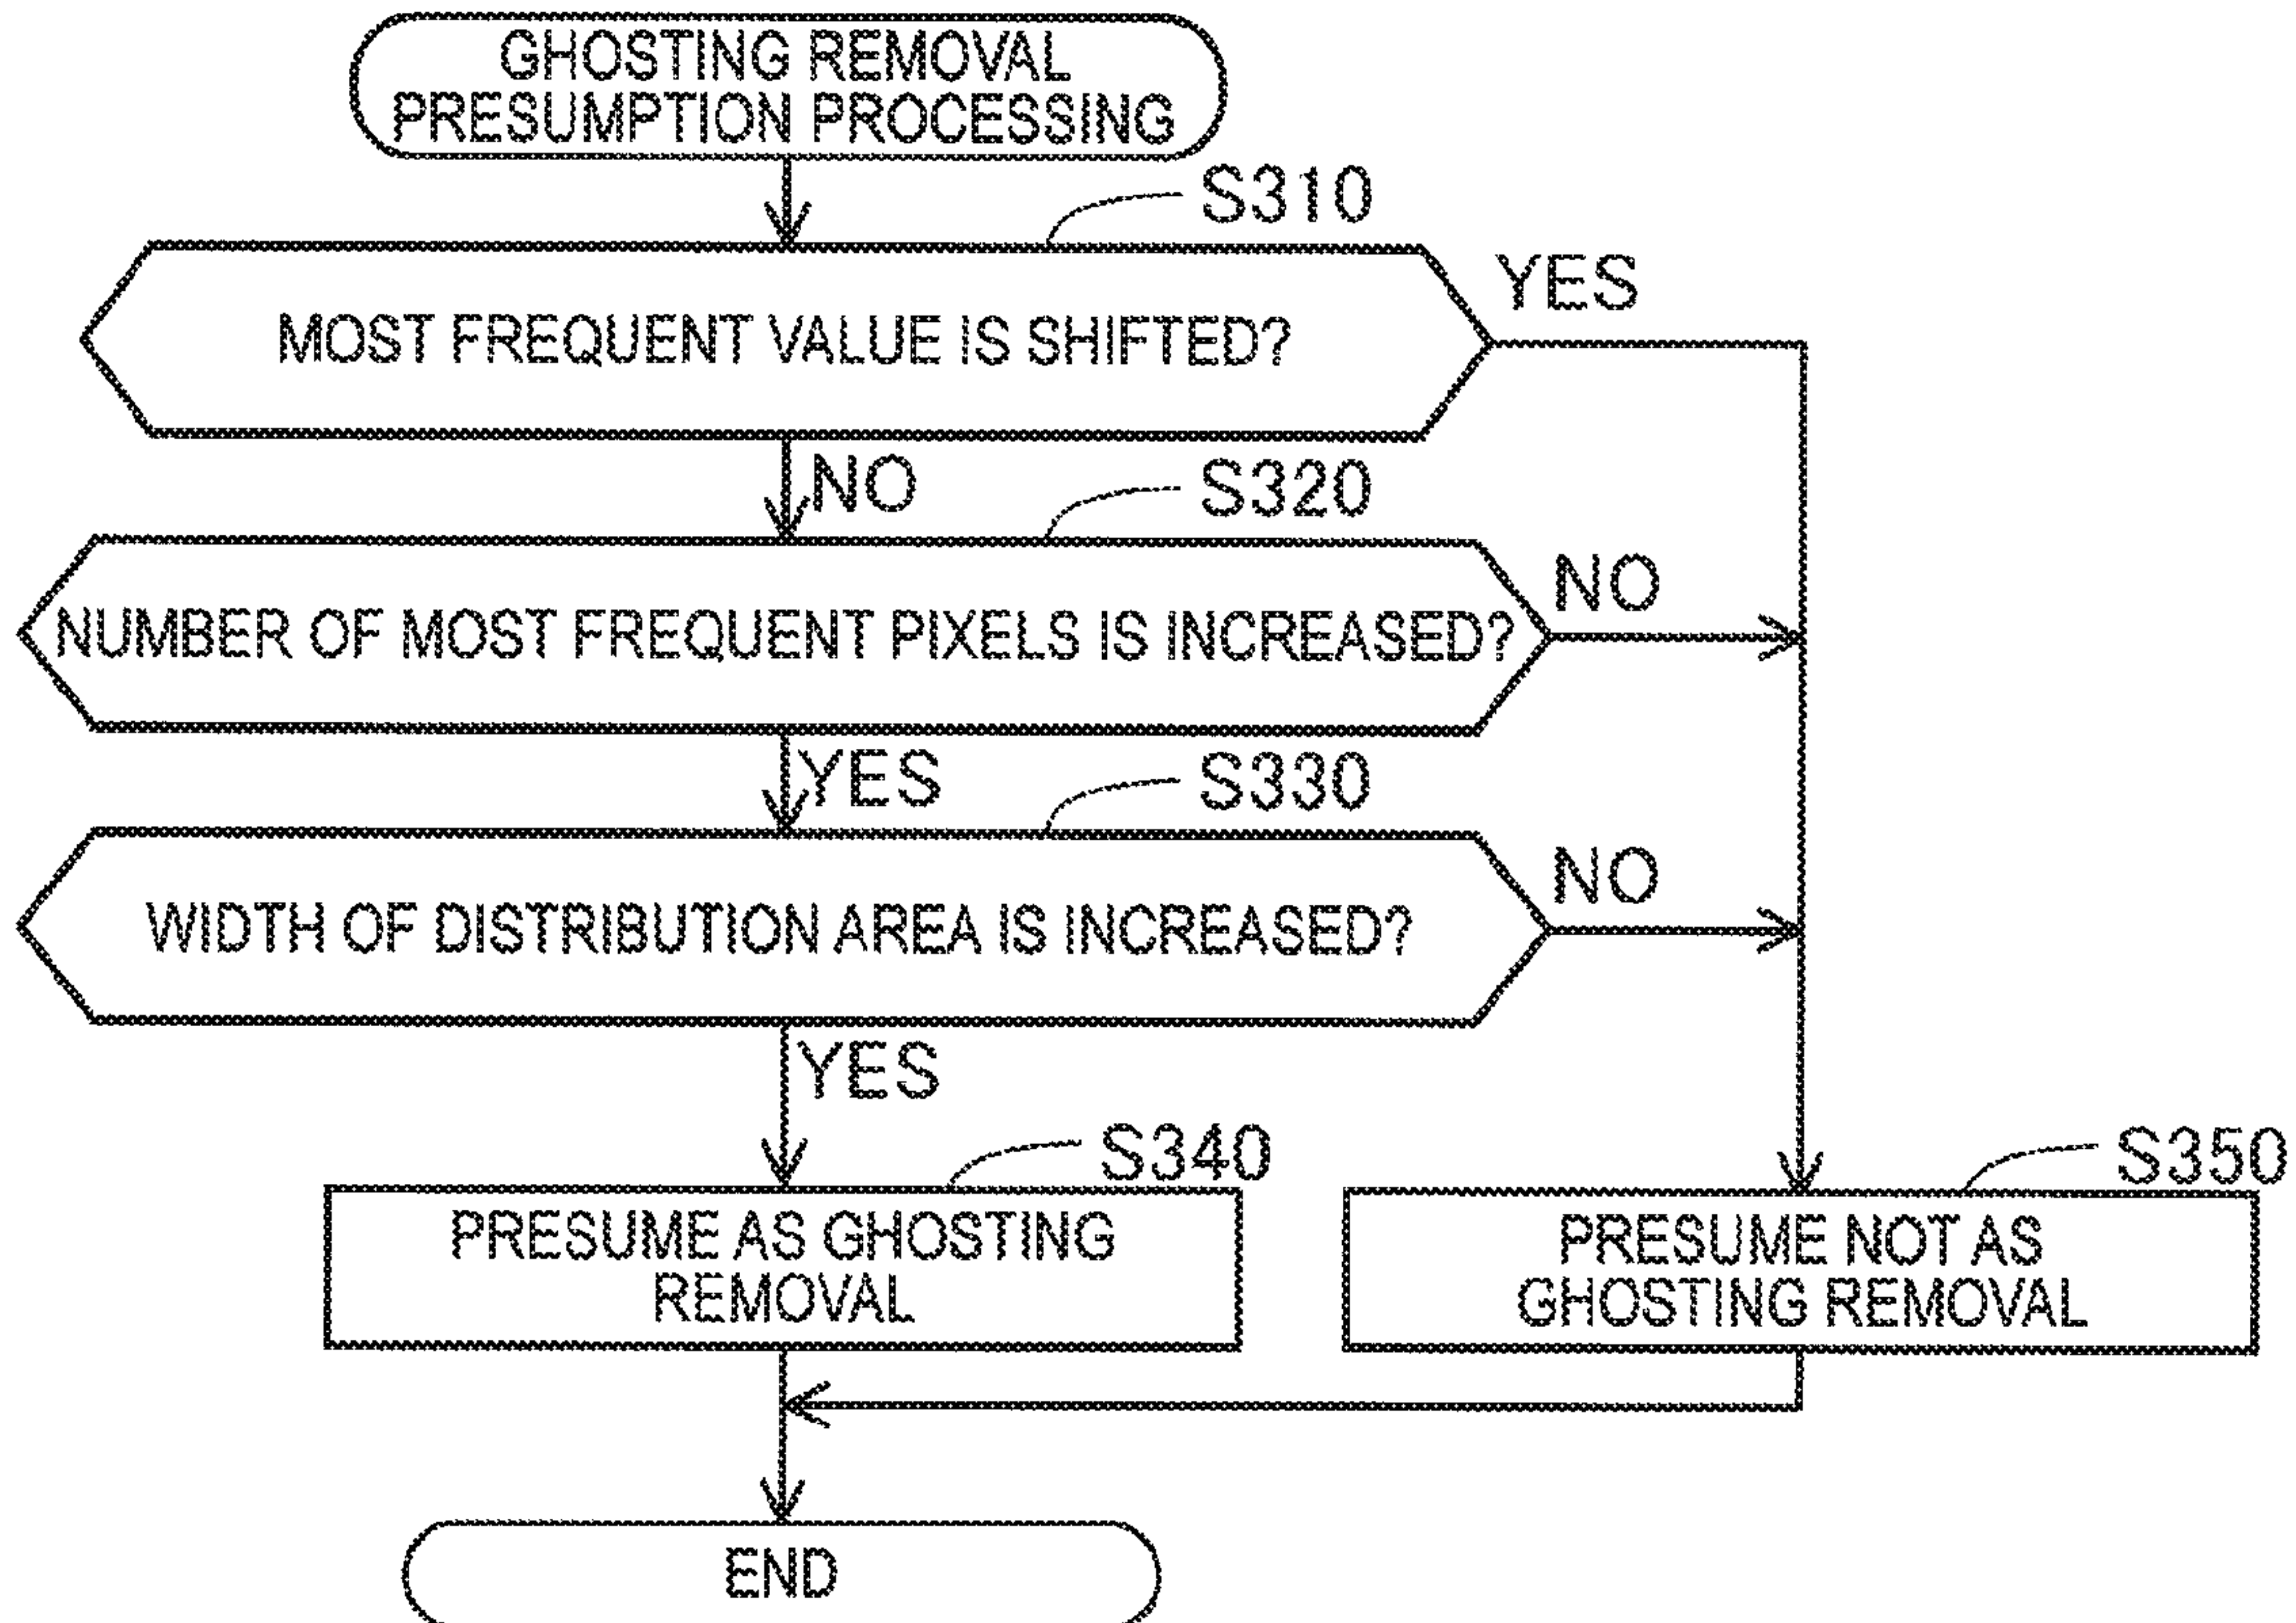 GHOSTING REMOVAL
PRESUMPTION PROCESSING
S310
MOST FREQUENT VALUE IS SHIFTED?
YES
NO
S320
NUMBER OF MOST FREQUENT PIXELS IS INCREASED?
NO
YES
S330
WIDTH OF DISTRIBUTION AREA IS INCREASED?
NO
YES
S340
PRESUME AS GHOSTING
REMOVAL
S350
PRESUME NOT AS
GHOSTING REMOVAL
END